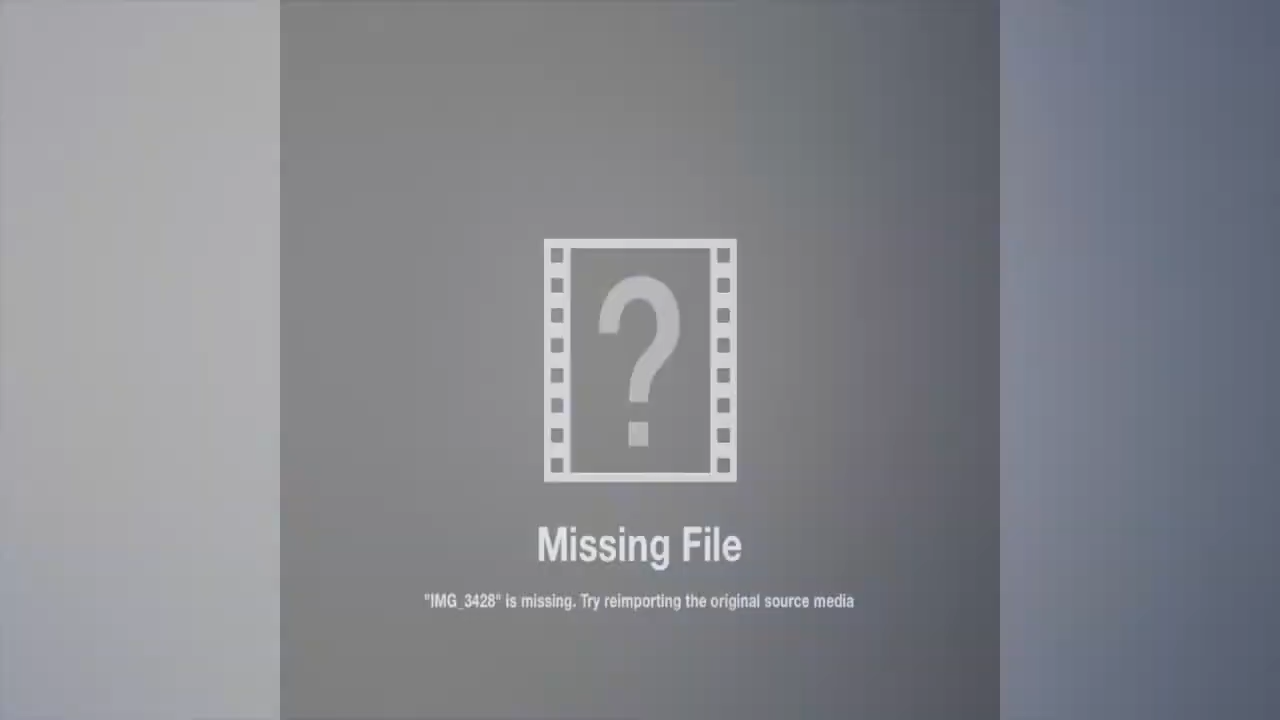 ?
Missing File
"IMG_3428" is missing. Try reimporting the original source media